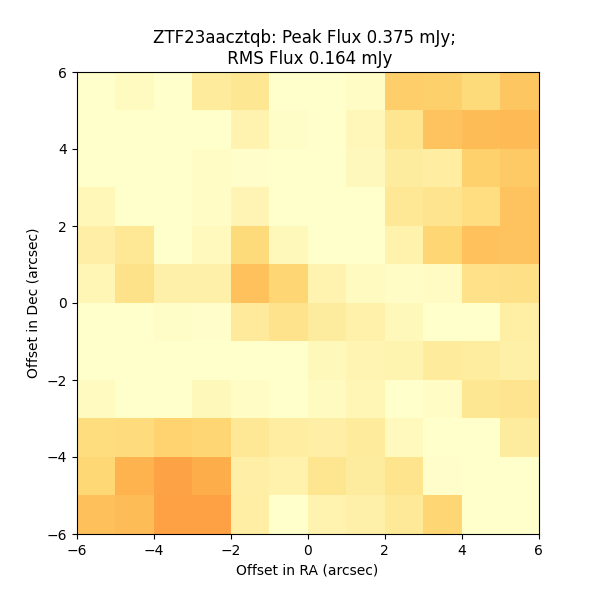 ZTF23aacztqb: Peak Flux 0.375 mJy;
RMS Flux 0.164 mJy
6
4
2
0
−2
−4
−6
Offset in Dec (arcsec)
−6 −4 −2 0 2 4 6
Offset in RA (arcsec)